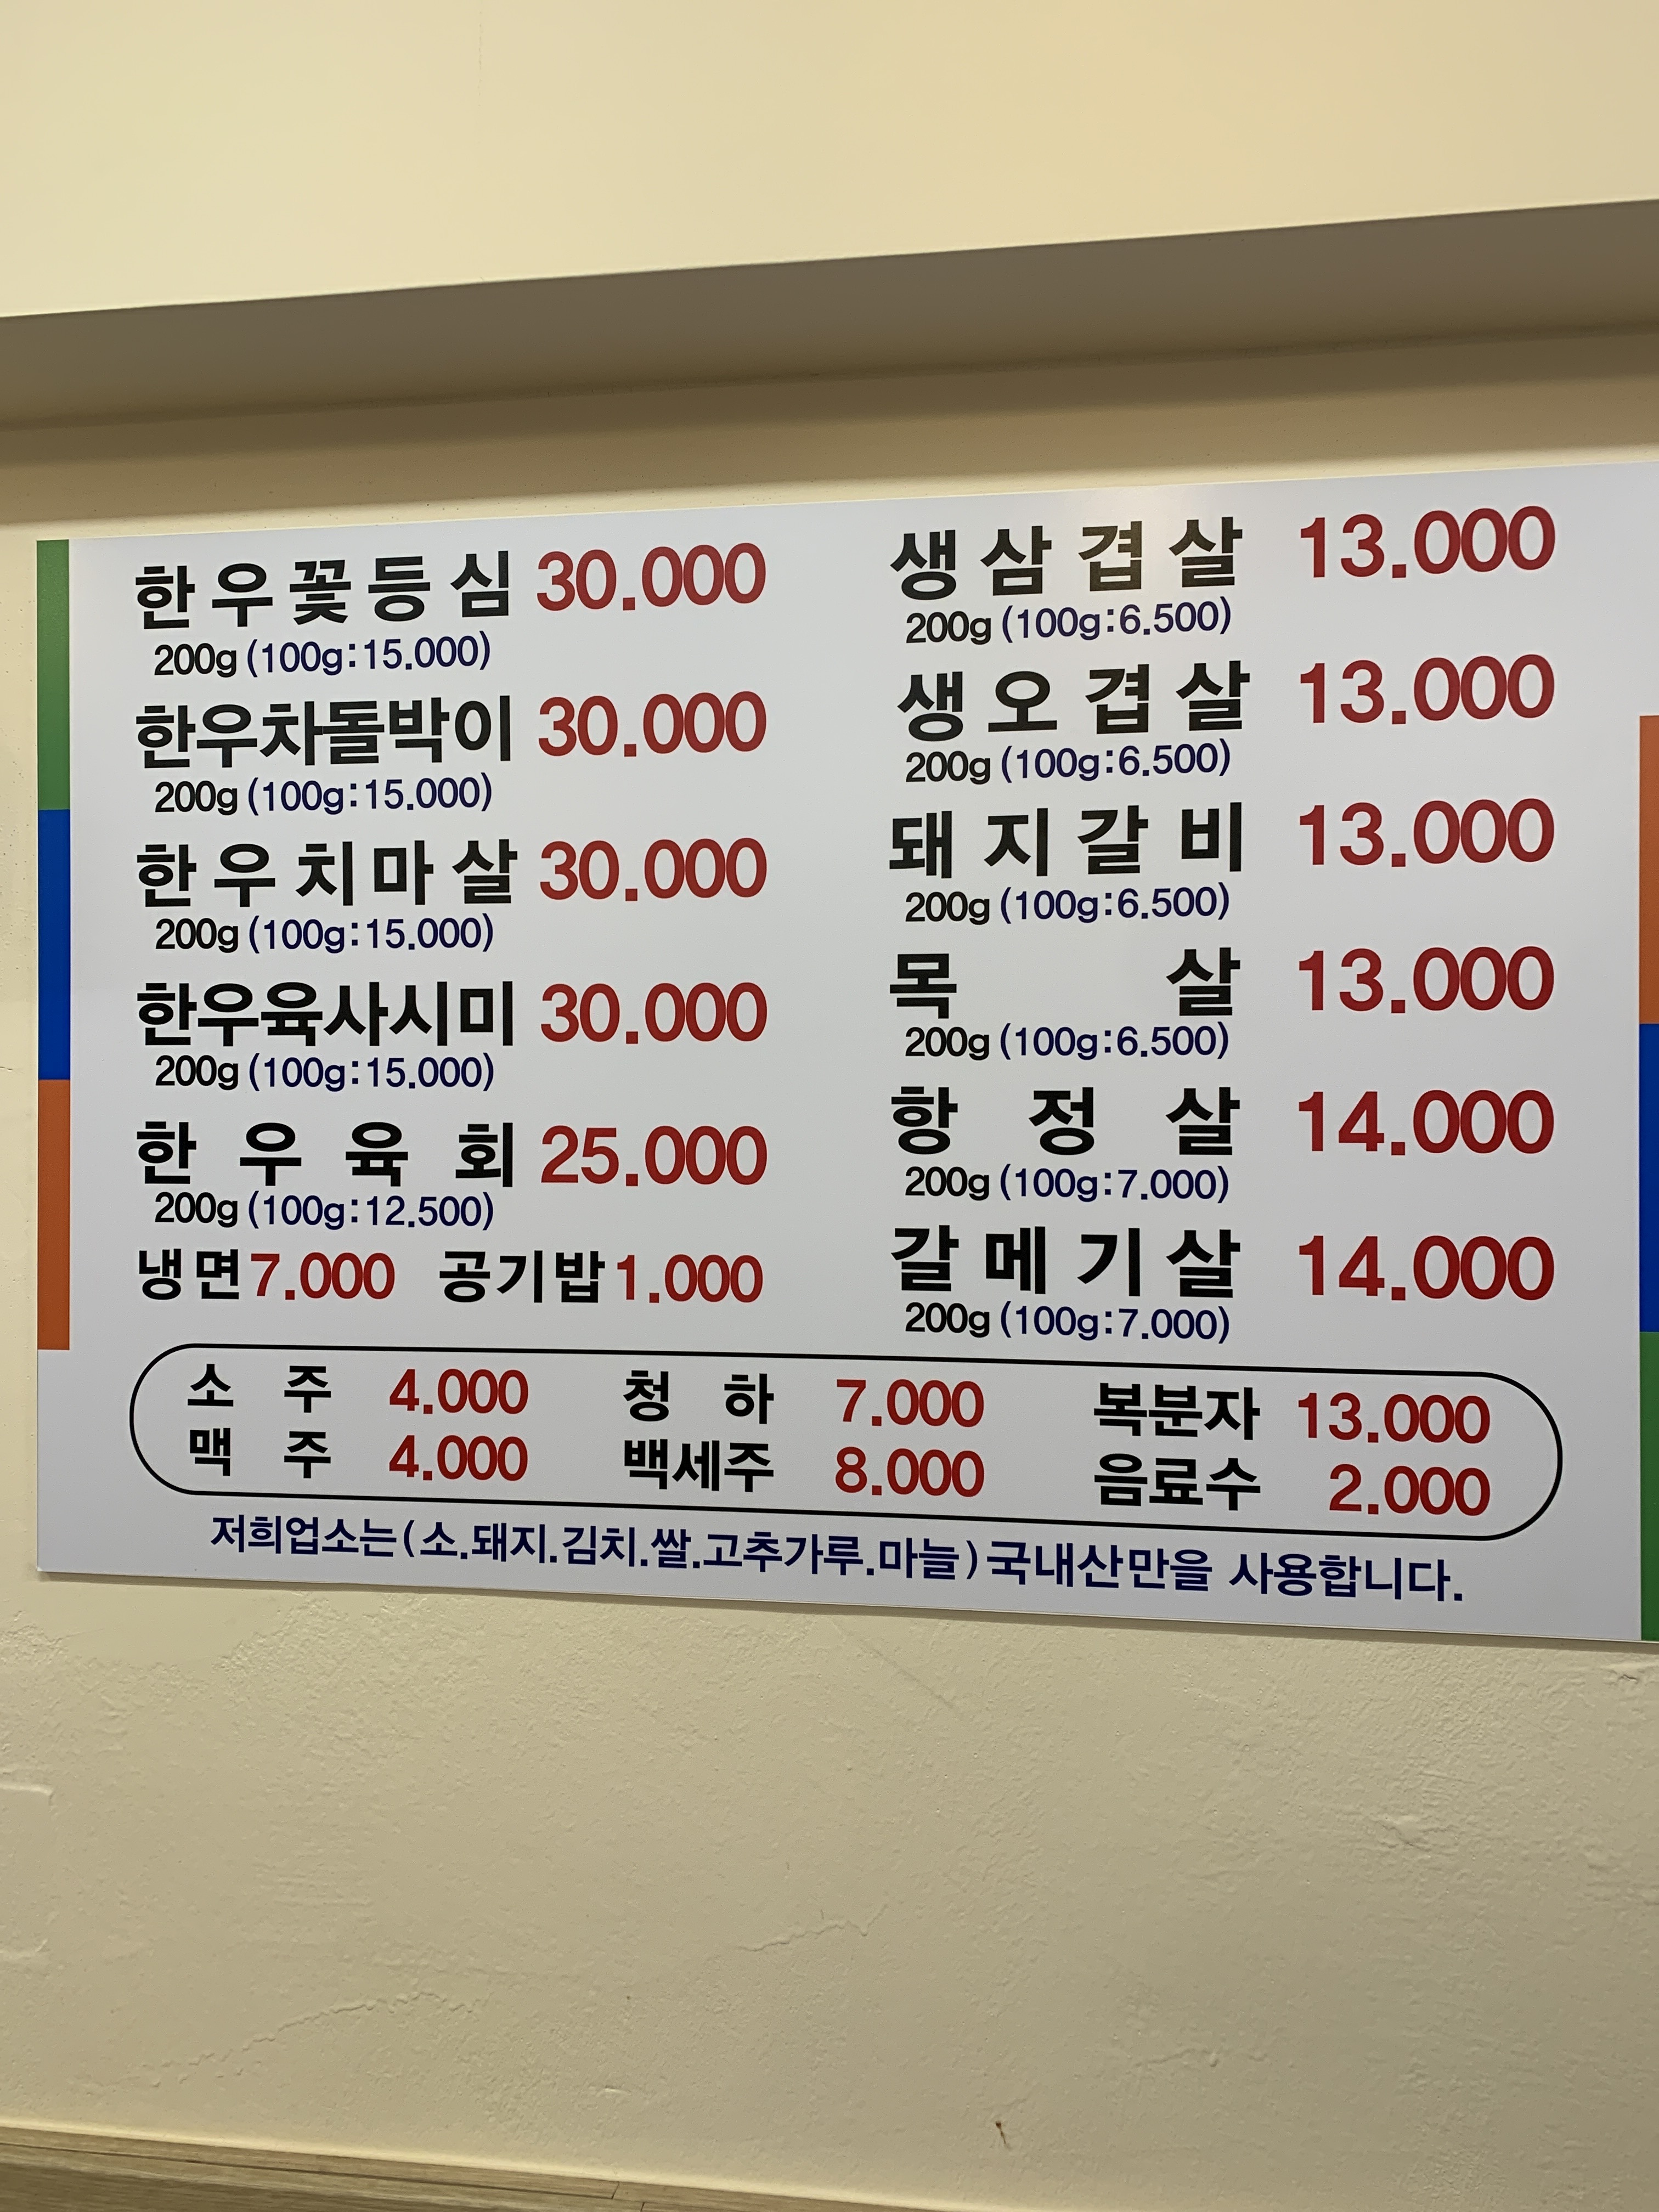 한우꽃등심 30.000
200g (100g:15.000)
한우차돌박이 30.000
200g (100g:15.000)
한우치마살 30.000
200g (100g:15.000)
한우육사시미 30.000
200g (100g:15.000)
한우육회 25.000
200g (100g:12.500)
냉면 7.000 공기밥 1.000
생삼겹살 13.000
200g (100g:6.500)
생오겹살 13.000
200g (100g:6.500)
돼지갈비 13.000
200g (100g:6.500)
목살 13.000
200g (100g:6.500)
항정살 14.000
200g (100g:7.000)
갈메기살 14.000
200g (100g:7.000)
소주 4.000 청하 7.000 복분자 13.000
맥주 4.000 백세주 8.000 음료수 2.000
저희업소는(소.돼지.김치.쌀.고추가루.마늘)국내산만을 사용합니다.